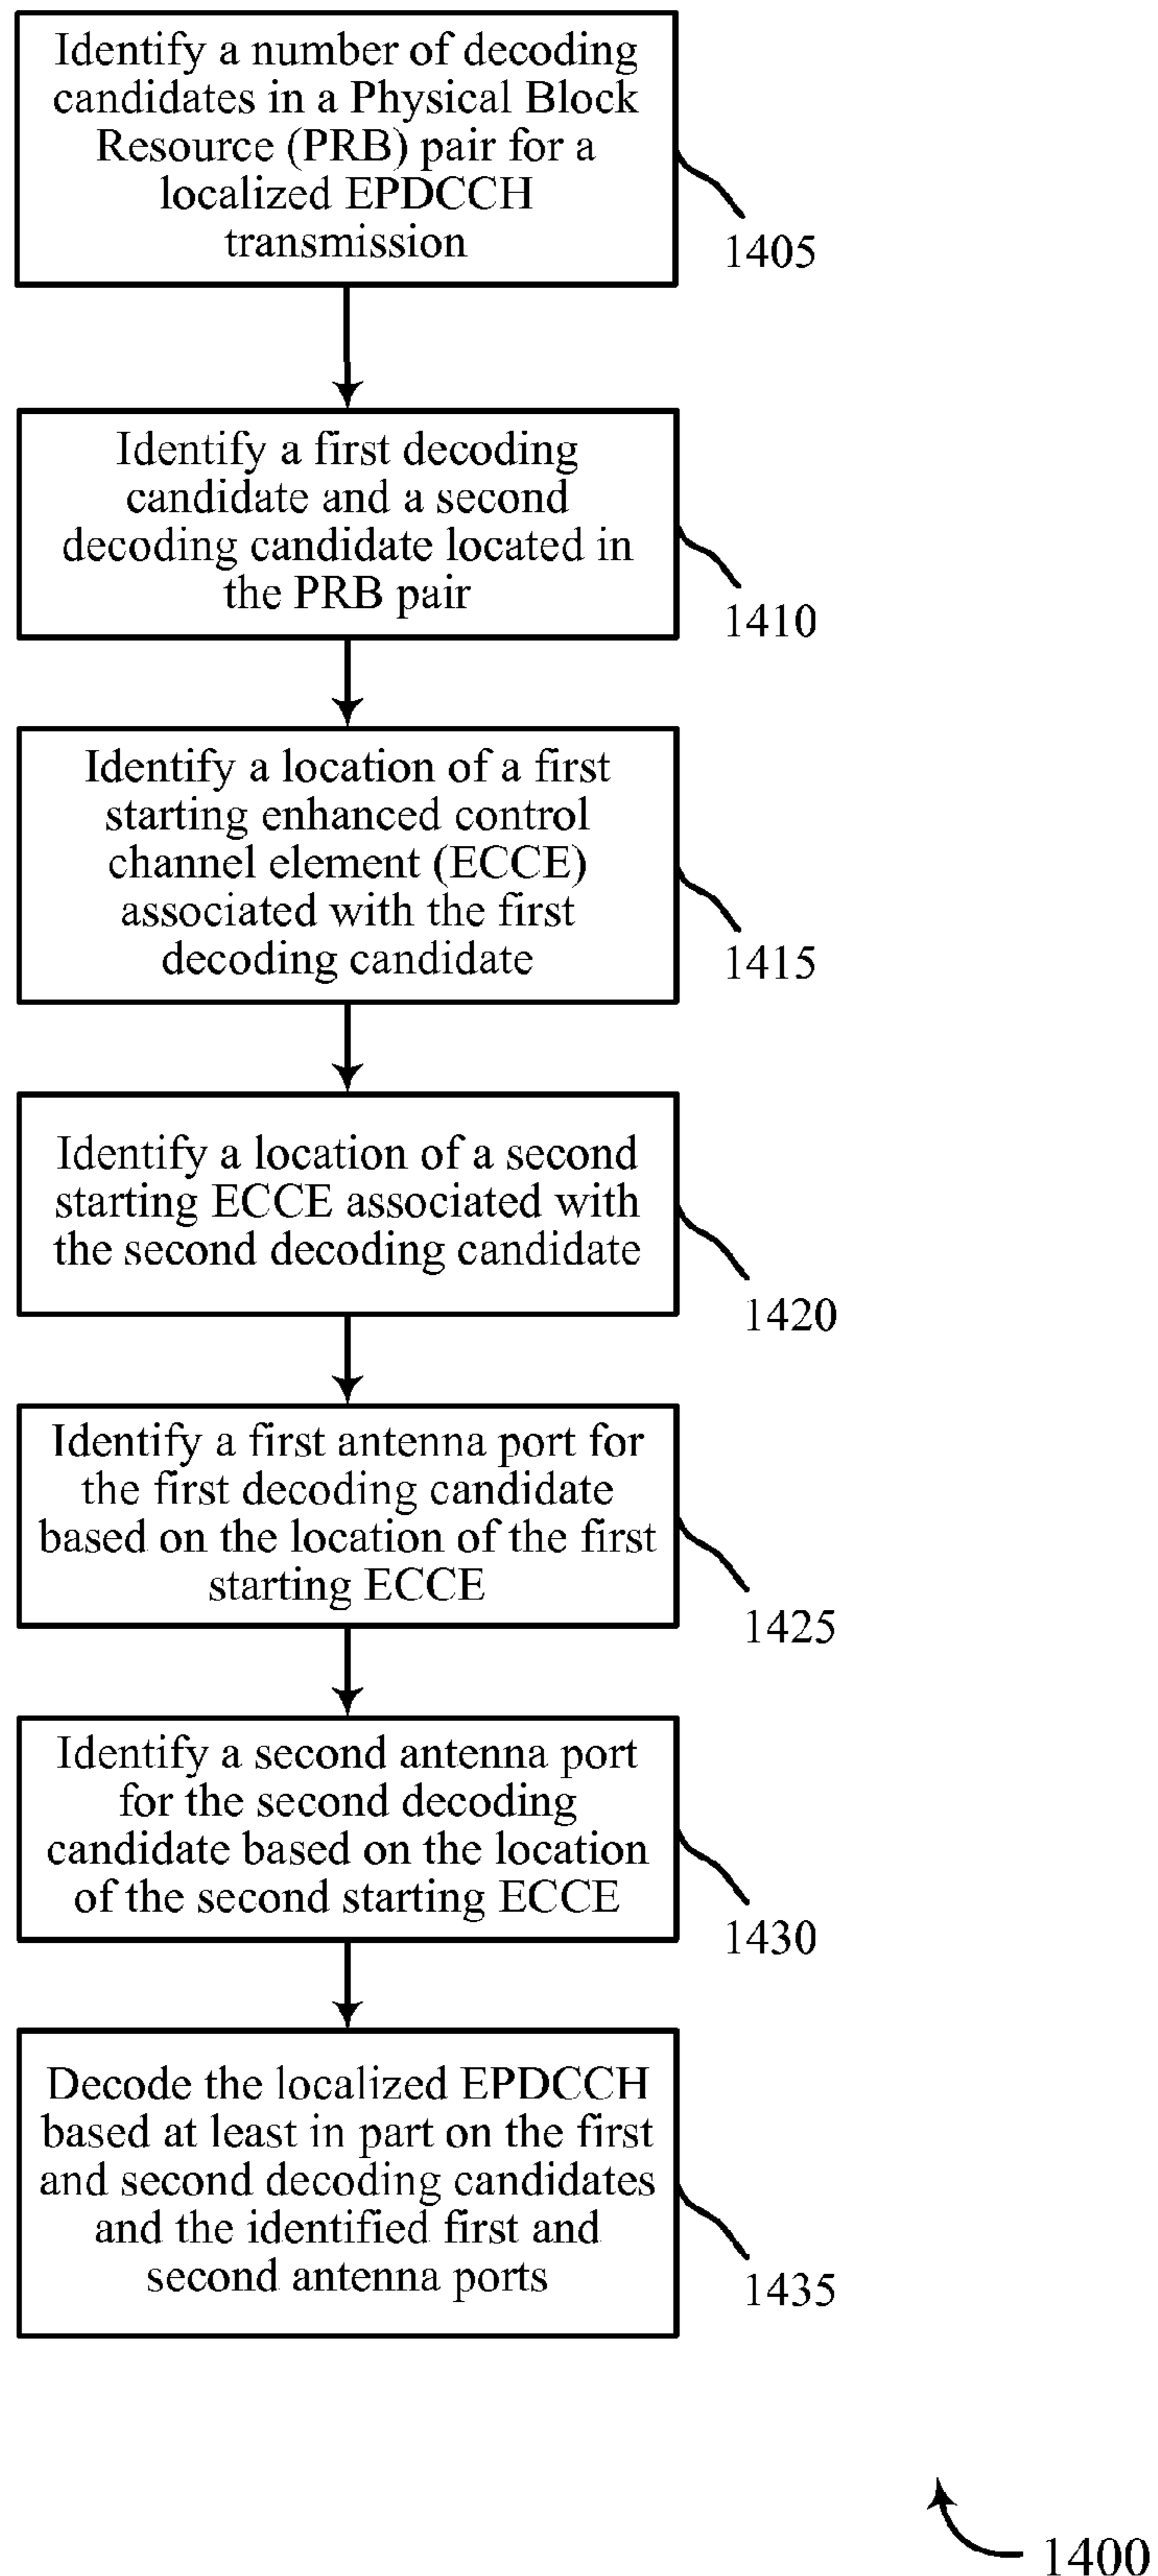 Identify a number of decoding
candidates in a Physical Block
Resource (PRB) pair for a
localized EPDCCH
transmission
1405
Identify a first decoding
candidate and a second
decoding candidate located in
the PRB pair
1410
Identify a location of a first
starting enhanced control
channel element (ECCE)
associated with the first
decoding candidate
1415
Identify a location of a second
starting ECCE associated with
the second decoding candidate
1420
Identify a first antenna port for
the first decoding candidate
based on the location of the first
starting ECCE
1425
Identify a second antenna port
for the second decoding
candidate based on the location
of the second starting ECCE
1430
Decode the localized EPDCCH
based at least in part on the first
and second decoding candidates
and the identified first and
second antenna ports
1435
1400